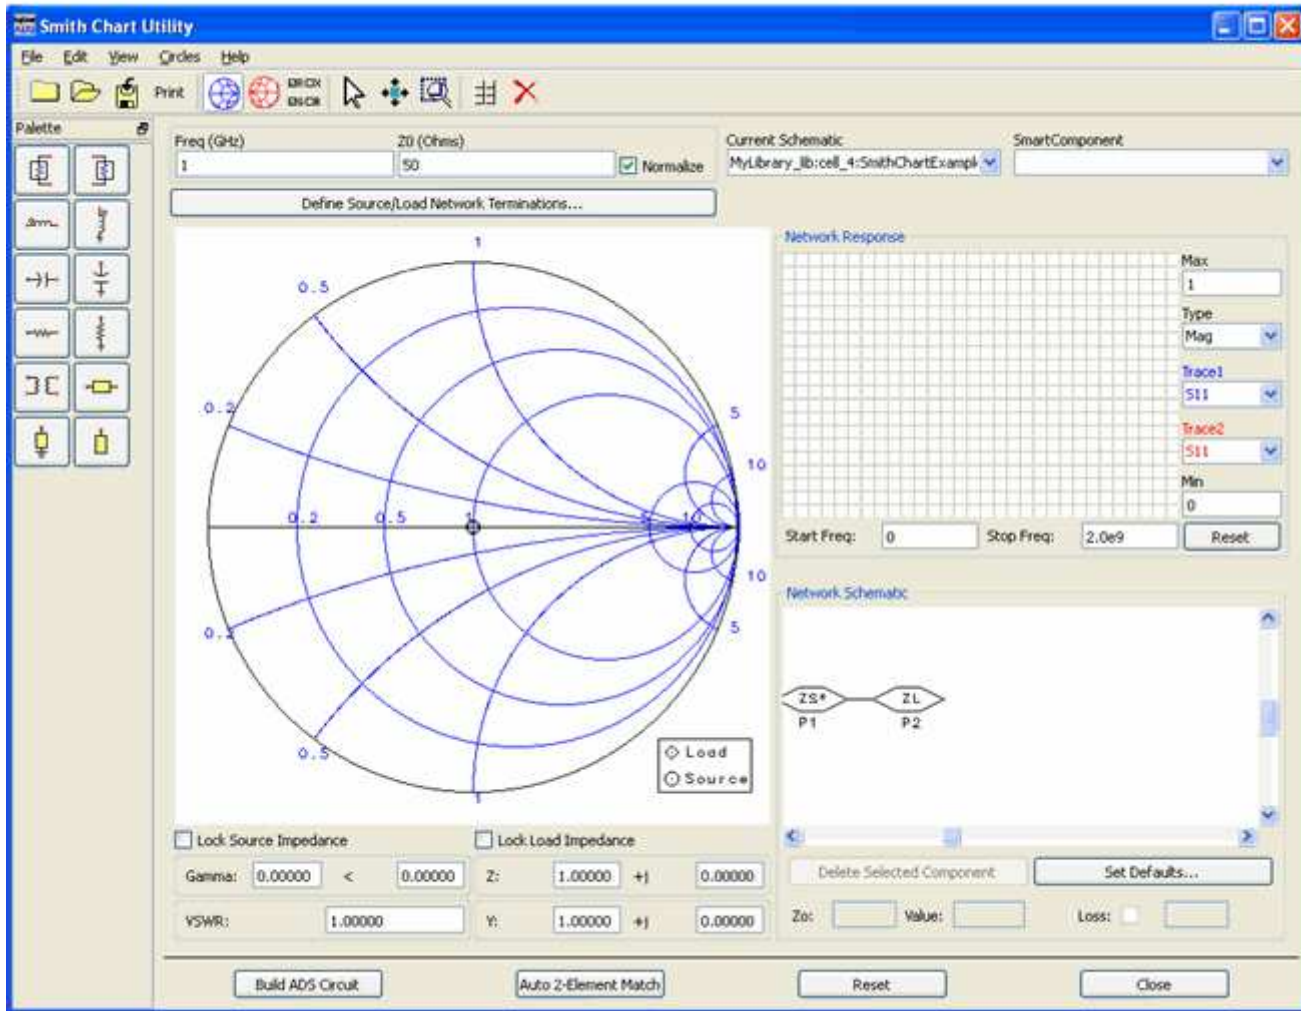 Smith Chart Utility
File Edit View Circles Help
Print
Palette
Freq (GHz) Z0 (Ohms)
1 50 Normalize
Current Schematic SmartComponent
MyLibrary_lib:cell_4:SmithChartExampl
Define Source/Load Network Terminations...
1
0.5
0.2
5
10
0.2 0.5 1 5 10
10
0.2
5
0.5
1
Load
Source
Network Response
Max
1
Type
Mag
Trace1
S11
Trace2
S11
Min
0
Start Freq: 0 Stop Freq: 2.0e9 Reset
Network Schematic
ZS* ZL
P1 P2
Lock Source Impedance Lock Load Impedance
Gamma: 0.00000 < 0.00000 Z: 1.00000 +j 0.00000
VSWR: 1.00000 Y: 1.00000 +j 0.00000
Delete Selected Component Set Defaults...
Zo: Value: Loss:
Build ADS Circuit Auto 2-Element Match Reset Close